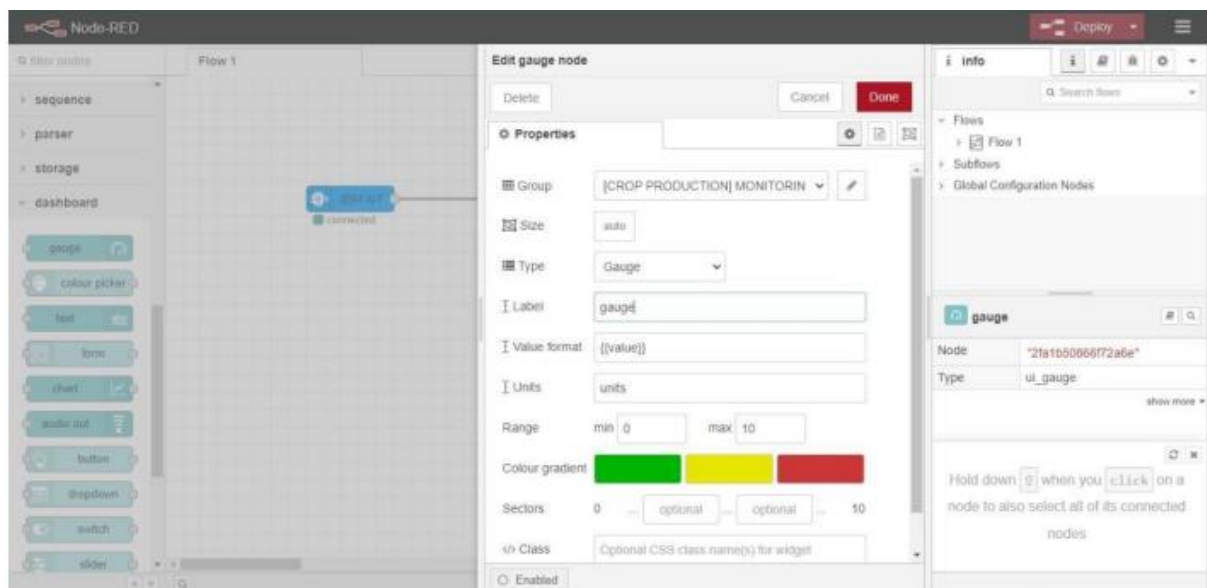 Node-RED
Deploy
filter nodes
sequence
parser
storage
dashboard
gauge
colour picker
text
form
chart
audio out
button
dropdown
switch
slider
Flow 1
connected
Edit gauge node
Delete
Cancel
Done
Properties
Group
[CROP PRODUCTION] MONITORIN
Size
auto
Type
Gauge
Label
gauge
Value format
{{value}}
Units
units
Range
min 0
max 10
Colour gradient
Sectors
0 ... optional ... optional ... 10
</> Class
Optional CSS class name(s) for widget
Enabled
i info
i
Search flows
Flows
Flow 1
Subflows
Global Configuration Nodes
gauge
Node
"2fa1b50866f72a6e"
Type
ui_gauge
show more
Hold down when you click on a
node to also select all of its connected
nodes